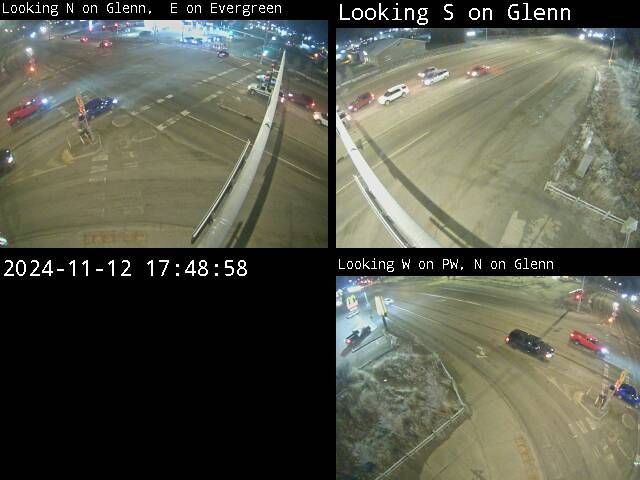 Looking N on Glenn,  E on Evergreen
Looking S on Glenn
2024-11-12 17:48:58
Looking W on PW, N on Glenn